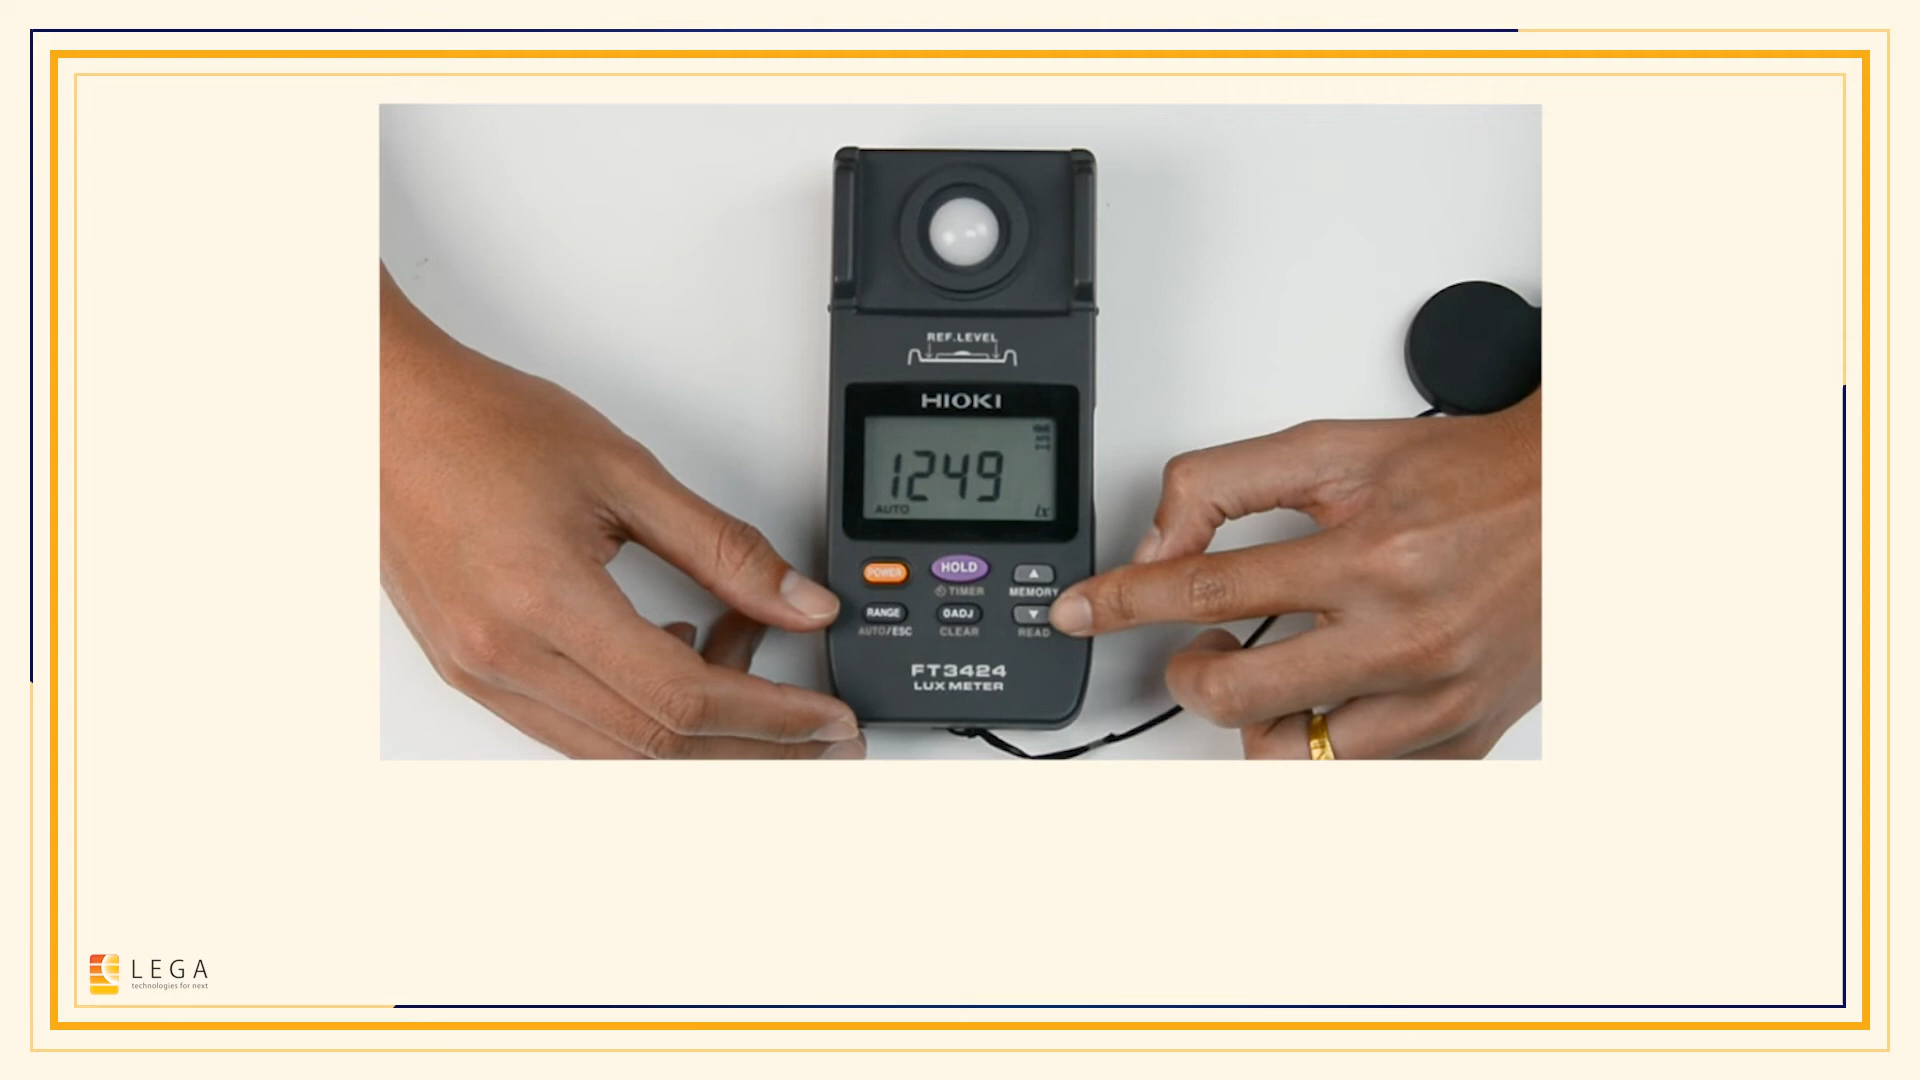 REF.LEVEL
HIOKI
1249
AUTO
lx
POWER
HOLD
TIMER
MEMORY
RANGE
0ADJ
AUTO/ESC
CLEAR
READ
FT3424
LUX METER
LEGA
technologies for next